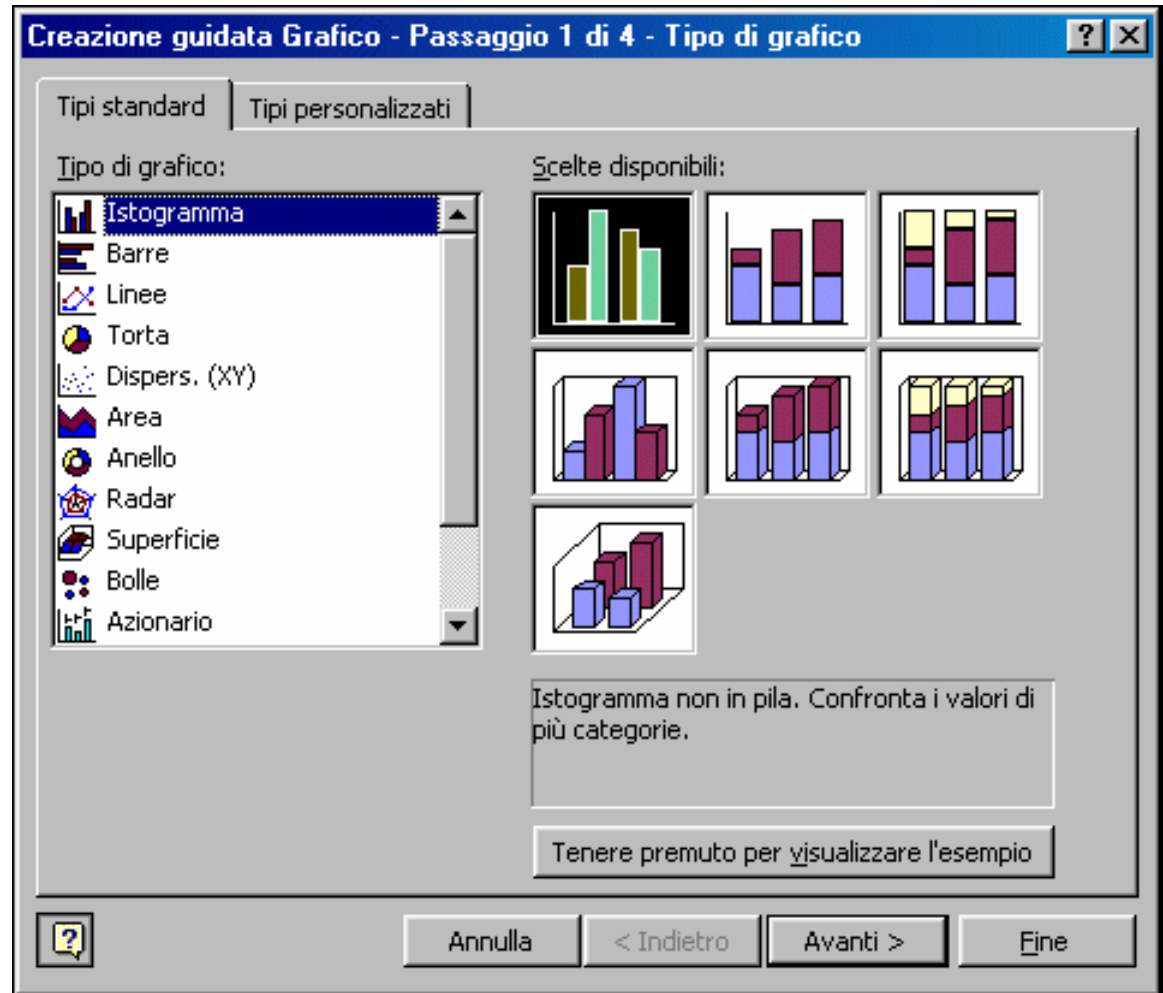 Creazione guidata Grafico - Passaggio 1 di 4 - Tipo di grafico
Tipi standard
Tipi personalizzati
Tipo di grafico:
Istogramma
Barre
Linee
Torta
Dispers. (XY)
Area
Anello
Radar
Superficie
Bolle
Azionario
Scelte disponibili:
Istogramma non in pila. Confronta i valori di
più categorie.
Tenere premuto per visualizzare l'esempio
Annulla
< Indietro
Avanti >
Fine